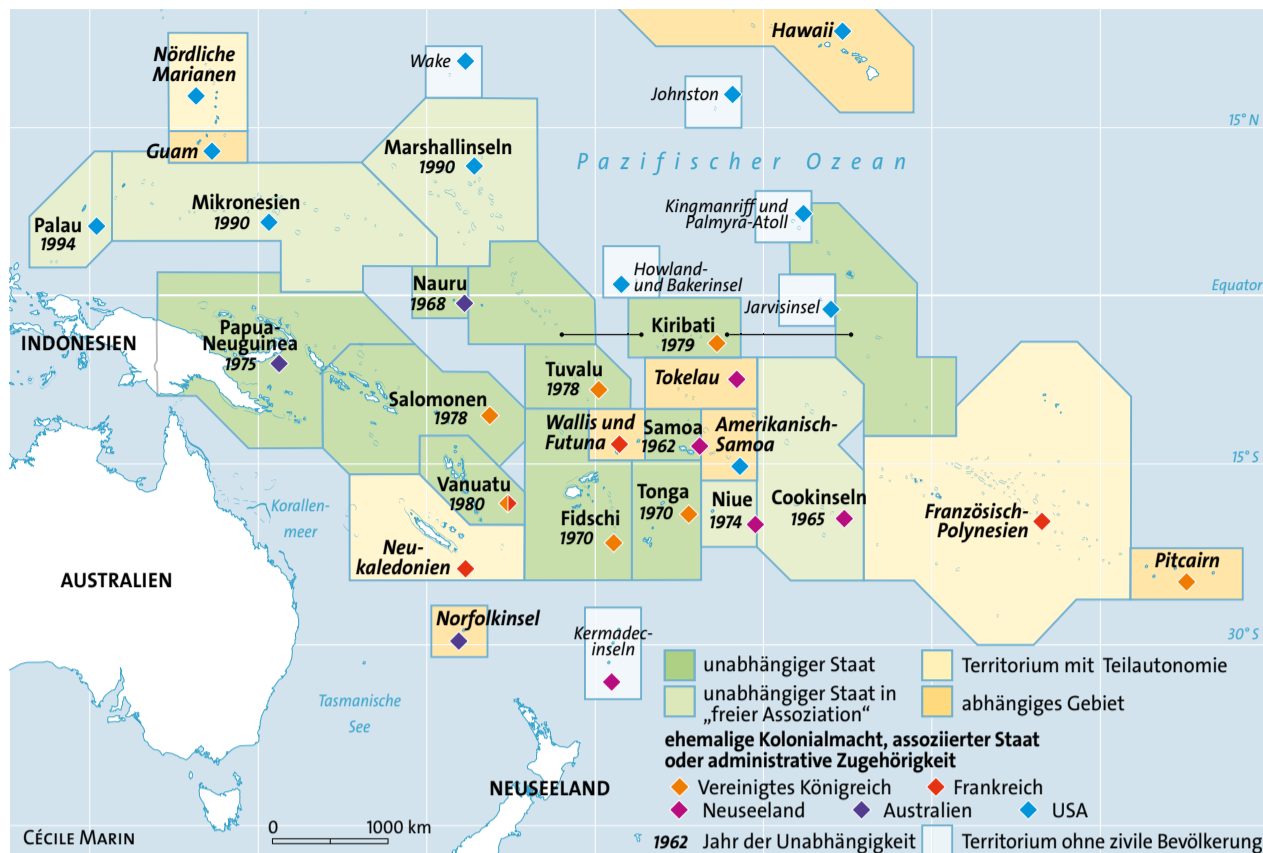 Hawaii
Nördliche
Marianen
Wake
Johnston
15° N
Guam
Marshallinseln
1990
Pazifischer Ozean
Mikronesien
1990
Palau
1994
Kingmanriff und
Palmyra-Atoll
Howland-
und Bakerinsel
Nauru
1968
Jarvisinsel
Equator
INDONESIEN
Papua-
Neuguinea
1975
Kiribati
1979
Tuvalu
1978
Tokelau
Salomonen
1978
Wallis und
Futuna
Samoa
1962
Amerikanisch-
Samoa
15° S
Vanuatu
1980
Korallen-
meer
Fidschi
1970
Tonga
1970
Niue
1974
Cookinseln
1965
Französisch-
Polynesien
Neu-
kaledonien
Pitcairn
AUSTRALIEN
Norfolkinsel
Kermadec-
inseln
30° S
Tasmanische
See
NEUSEELAND
unabhängiger Staat
Territorium mit Teilautonomie
unabhängiger Staat in
„freier Assoziation“
abhängiges Gebiet
ehemalige Kolonialmacht, assoziierter Staat
oder administrative Zugehörigkeit
Vereinigtes Königreich
Frankreich
Neuseeland
Australien
USA
1962 Jahr der Unabhängigkeit
Territorium ohne zivile Bevölkerung
0 1000 km
CÉCILE MARIN